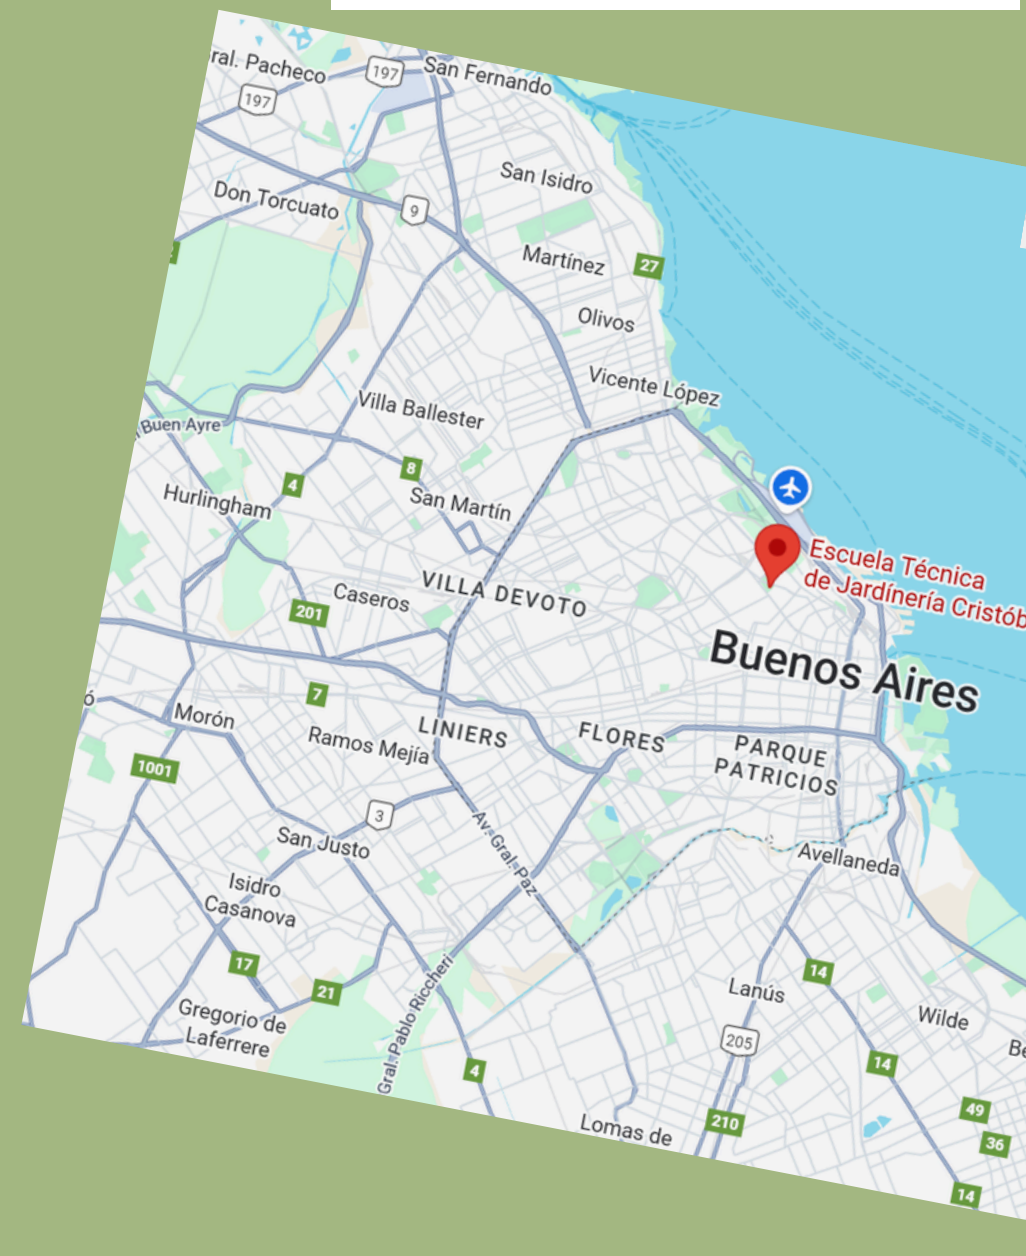 ral. Pacheco
197
San Fernando
197
San Isidro
Don Torcuato
9
Martínez
27
Olivos
Vicente López
Villa Ballester
Buen Ayre
8
4
San Martín
Hurlingham
Escuela Técnica
de Jardínería Cristób
VILLA DEVOTO
Caseros
201
Buenos Aires
7
ó
Morón
LINIERS
FLORES
Ramos Mejía
PARQUE
PATRICIOS
1001
3
Av. Gral. Paz
San Justo
Avellaneda
Isidro
Casanova
17
14
21
Lanús
Gral. Pablo Riccheri
Gregorio de
Laferrere
Wilde
205
Be
14
4
49
210
Lomas de
36
14